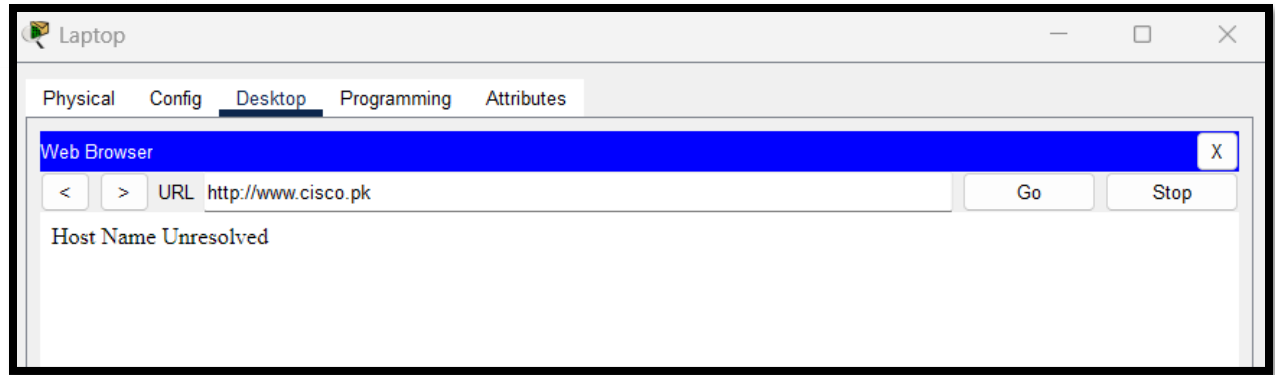 Laptop
Physical Config Desktop Programming Attributes
Web Browser X
< > URL http://www.cisco.pk Go Stop
Host Name Unresolved